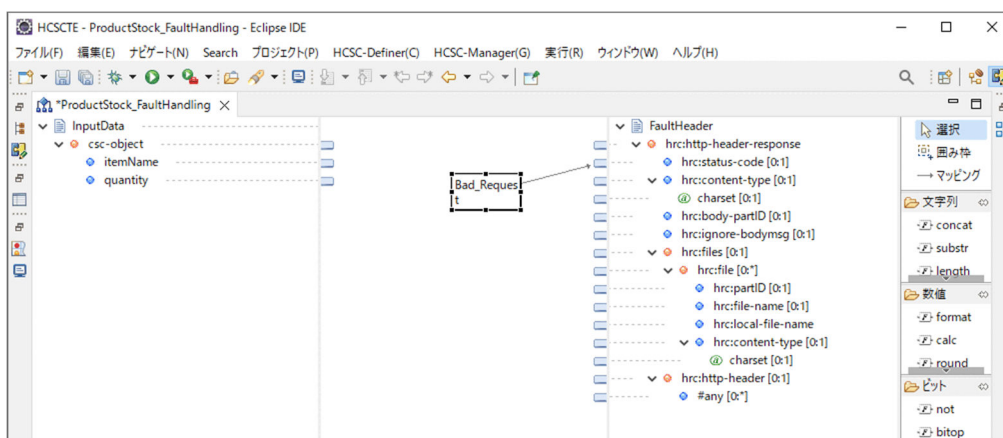 HCSCTE - ProductStock_FaultHandling - Eclipse IDE
ファイル(F) 編集(E) ナビゲート(N) Search プロジェクト(P) HCSC-Definer(C) HCSC-Manager(G) 実行(R) ウィンドウ(W) ヘルプ(H)
*ProductStock_FaultHandling
InputData
csc-object
itemName
quantity
Bad_Reques
t
FaultHeader
hrc:http-header-response
hrc:status-code [0:1]
hrc:content-type [0:1]
charset [0:1]
hrc:body-partID [0:1]
hrc:ignore-bodymsg [0:1]
hrc:files [0:1]
hrc:file [0:*]
hrc:partID [0:1]
hrc:file-name [0:1]
hrc:local-file-name
hrc:content-type [0:1]
charset [0:1]
hrc:http-header [0:1]
#any [0:*]
選択
囲み枠
マッピング
文字列
concat
substr
length
数値
format
calc
round
ビット
not
bitop